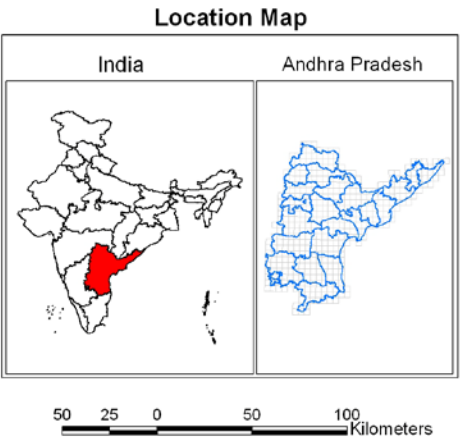 Location Map
India
Andhra Pradesh
50 25 0 50 100
Kilometers